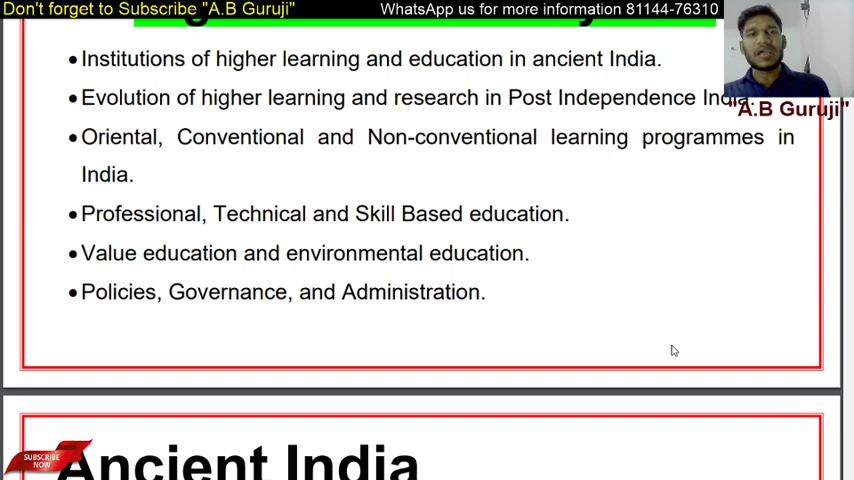 Don't forget to Subscribe "A.B Guruji" WhatsApp us for more information 81144-76310
• Institutions of higher learning and education in ancient India.
• Evolution of higher learning and research in Post Independence India.
"A.B Guruji"
• Oriental, Conventional and Non-conventional learning programmes in
India.
• Professional, Technical and Skill Based education.
• Value education and environmental education.
• Policies, Governance, and Administration.
SUBSCRIBE
NOW
Ancient India